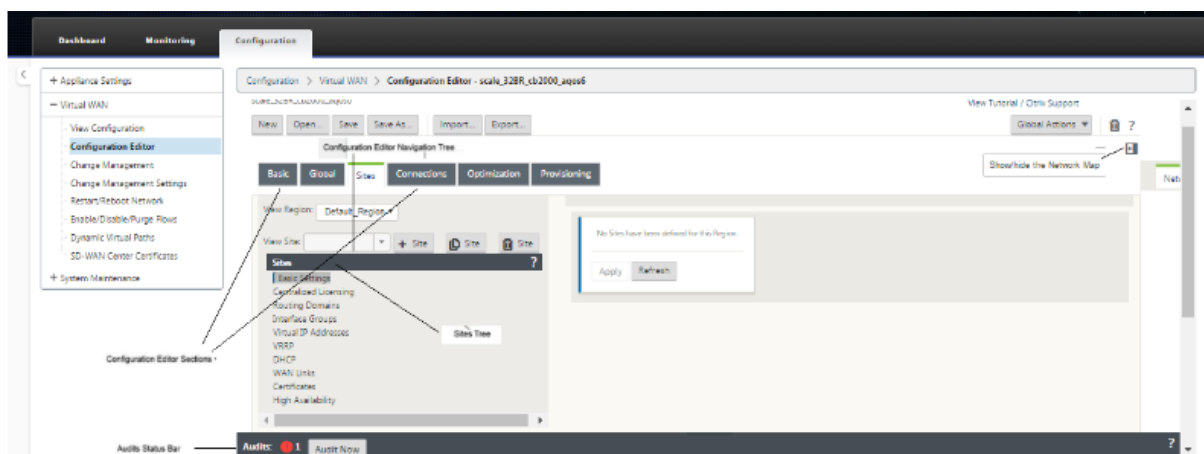 Dashboard Monitoring Configuration
+ Appliance Settings
− Virtual WAN
View Configuration
Configuration Editor
Change Management
Change Management Settings
Restart/Reboot Network
Enable/Disable/Purge Flows
Dynamic Virtual Paths
SD-WAN Center Certificates
+ System Maintenance
Configuration > Virtual WAN > Configuration Editor - scale_32BR_cb2000_aqos6
scale_32BR_cb2000_aqos6
View Tutorial / Citrix Support
New Open... Save Save As... Import... Export...
Global Actions ?
Configuration Editor Navigation Tree
Show/hide the Network Map
Basic Global Sites Connections Optimization Provisioning
Netw
View Region: Default_Region
View Site: + Site Site Site
Sites ?
Basic Settings
Centralized Licensing
Routing Domains
Interface Groups
Virtual IP Addresses
VRRP
DHCP
WAN Links
Certificates
High Availability
No Sites have been defined for this Region.
Apply Refresh
Sites Tree
Configuration Editor Sections
Audits Status Bar
Audits: 1 Audit Now ?